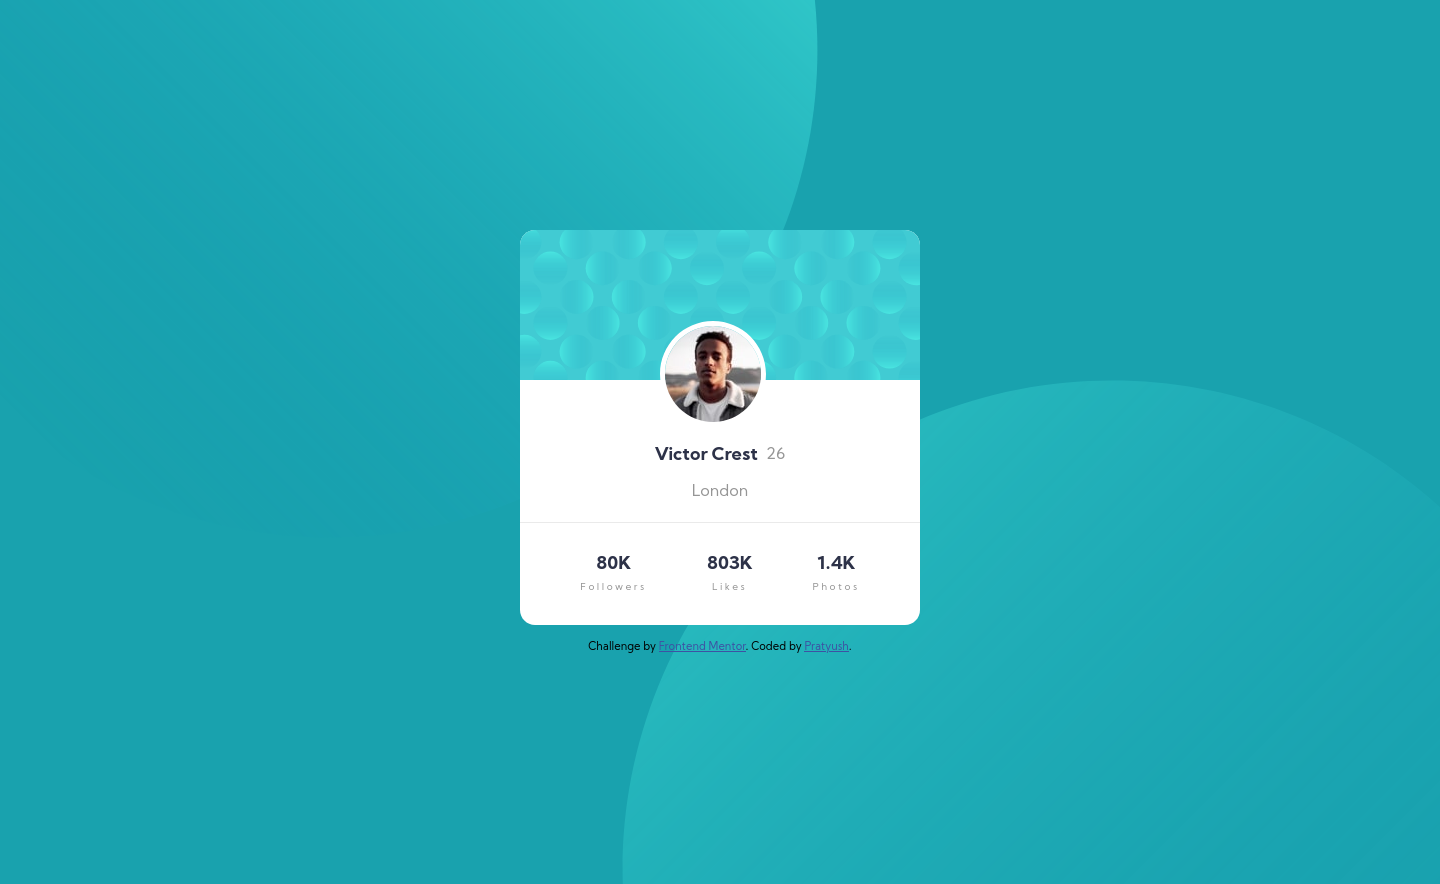 Victor Crest 26
London
80K 803K 1.4K
Followers Likes Photos
Challenge by Frontend Mentor. Coded by Pratyush.